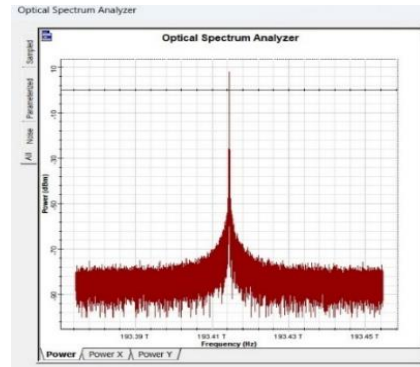 Optical Spectrum Analyzer
Optical Spectrum Analyzer
Sampled
Parameterized
Noise
All
Power (dBm)
10
-10
-30
-50
-70
-90
193.39 T
193.41 T
193.43 T
193.45 T
Frequency (Hz)
Power
Power X
Power Y